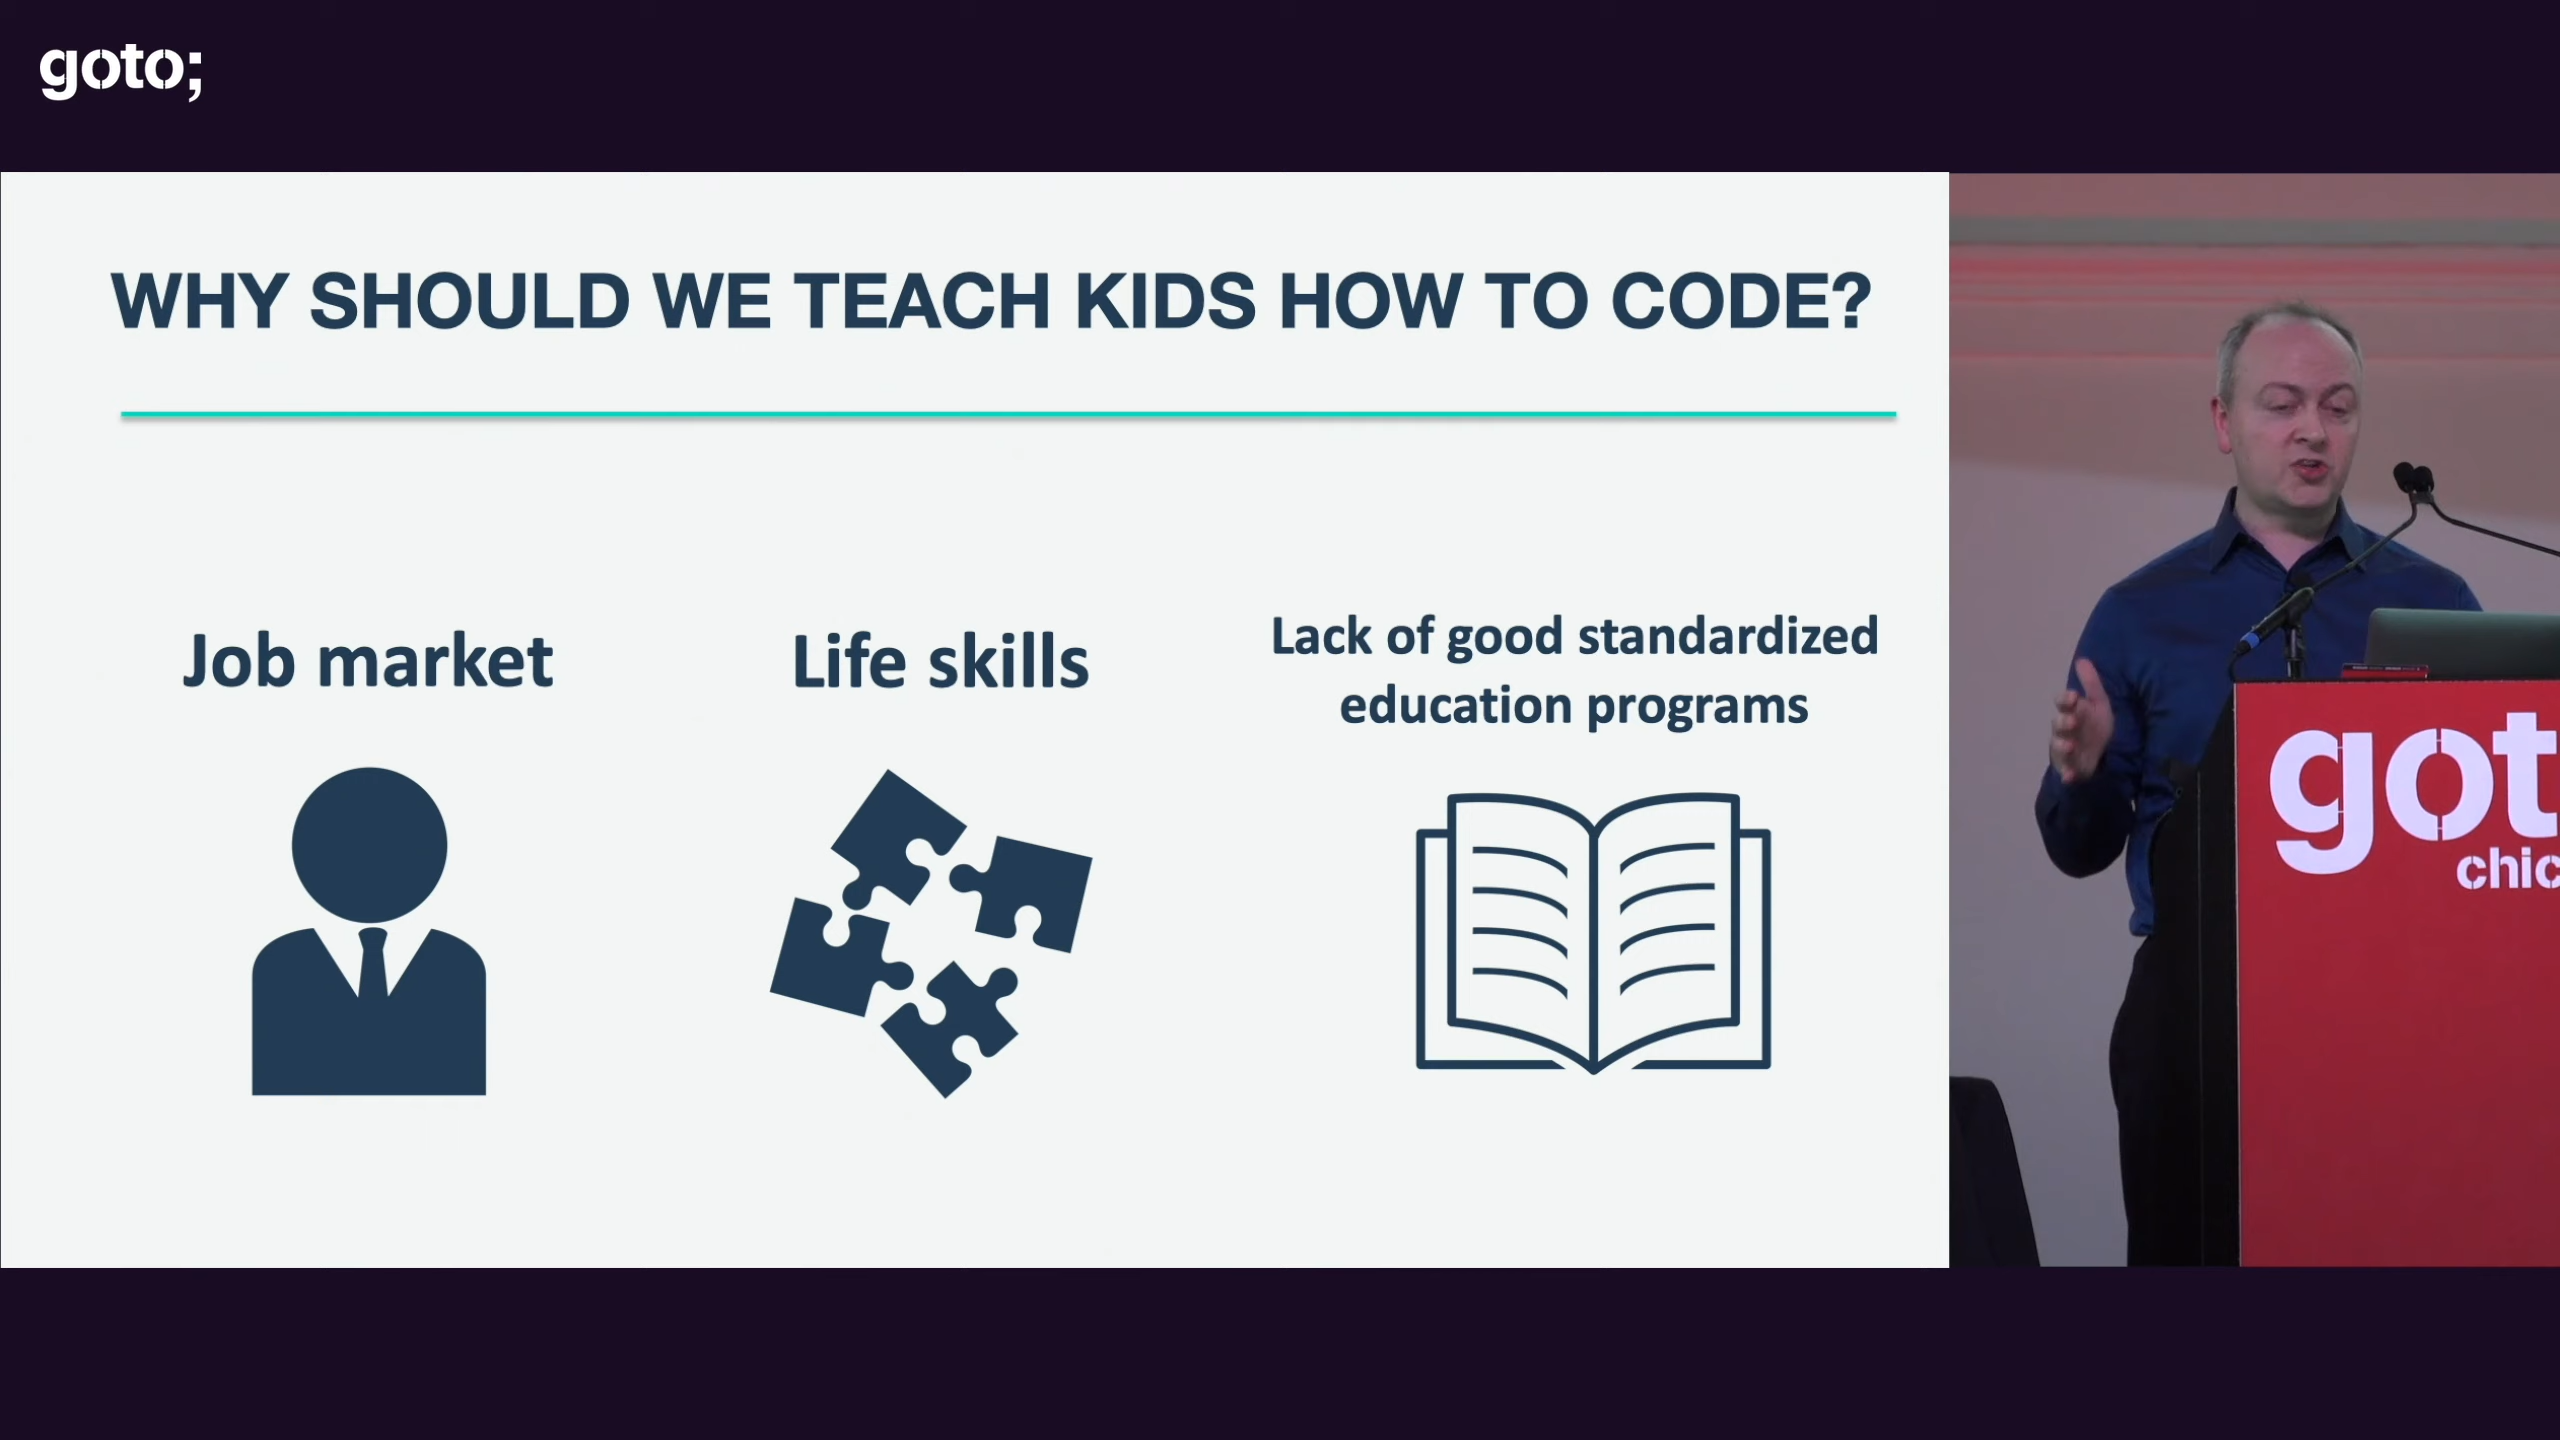 goto;
WHY SHOULD WE TEACH KIDS HOW TO CODE?
Job market
Life skills
Lack of good standardized
education programs
got
chic